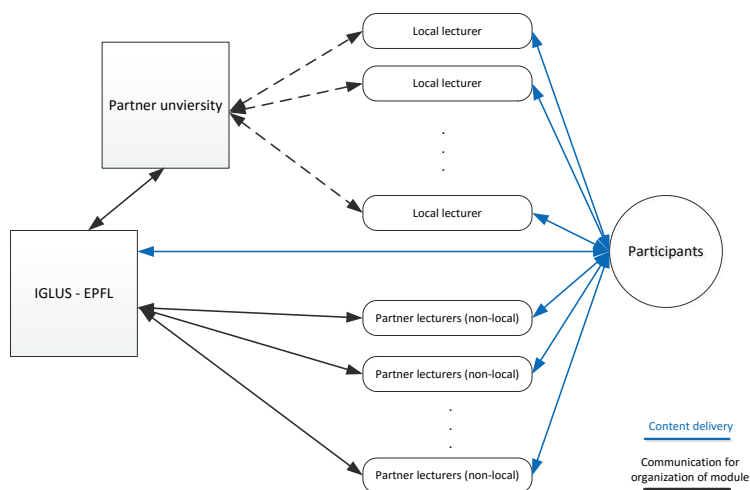 Local lecturer
Partner unviersity
Local lecturer
.
.
.
Local lecturer
Participants
IGLUS - EPFL
Partner lecturers (non-local)
Partner lecturers (non-local)
.
.
.
Partner lecturers (non-local)
Content delivery
Communication for
organization of module